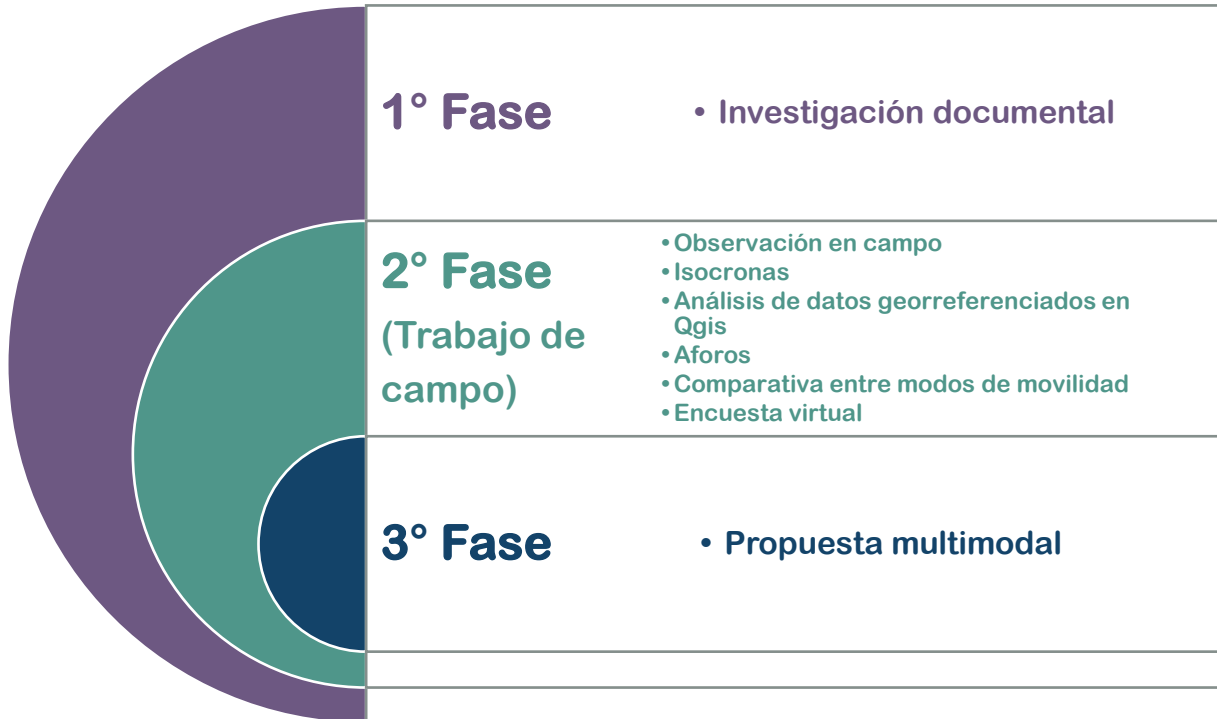 1° Fase
• Investigación documental
2° Fase
(Trabajo de
campo)
• Observación en campo
• Isocronas
• Análisis de datos georreferenciados en
Qgis
• Aforos
• Comparativa entre modos de movilidad
• Encuesta virtual
3° Fase
• Propuesta multimodal